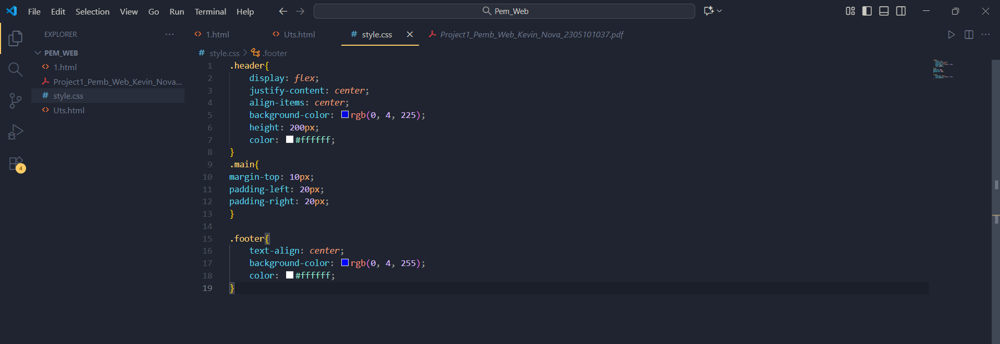 File Edit Selection View Go Run Terminal Help
Pem_Web
EXPLORER
PEM_WEB
1.html
Project1_Pemb_Web_Kevin_Nova...
style.css
Uts.html
4
1.html
Uts.html
style.css
Project1_Pemb_Web_Kevin_Nova_2305101037.pdf
style.css > .footer
1 .header{
2     display: flex;
3     justify-content: center;
4     align-items: center;
5     background-color: rgb(0, 4, 225);
6     height: 200px;
7     color: #ffffff;
8 }
9 .main{
10 margin-top: 10px;
11 padding-left: 20px;
12 padding-right: 20px;
13 }
14
15 .footer{
16     text-align: center;
17     background-color: rgb(0, 4, 255);
18     color: #ffffff;
19 }